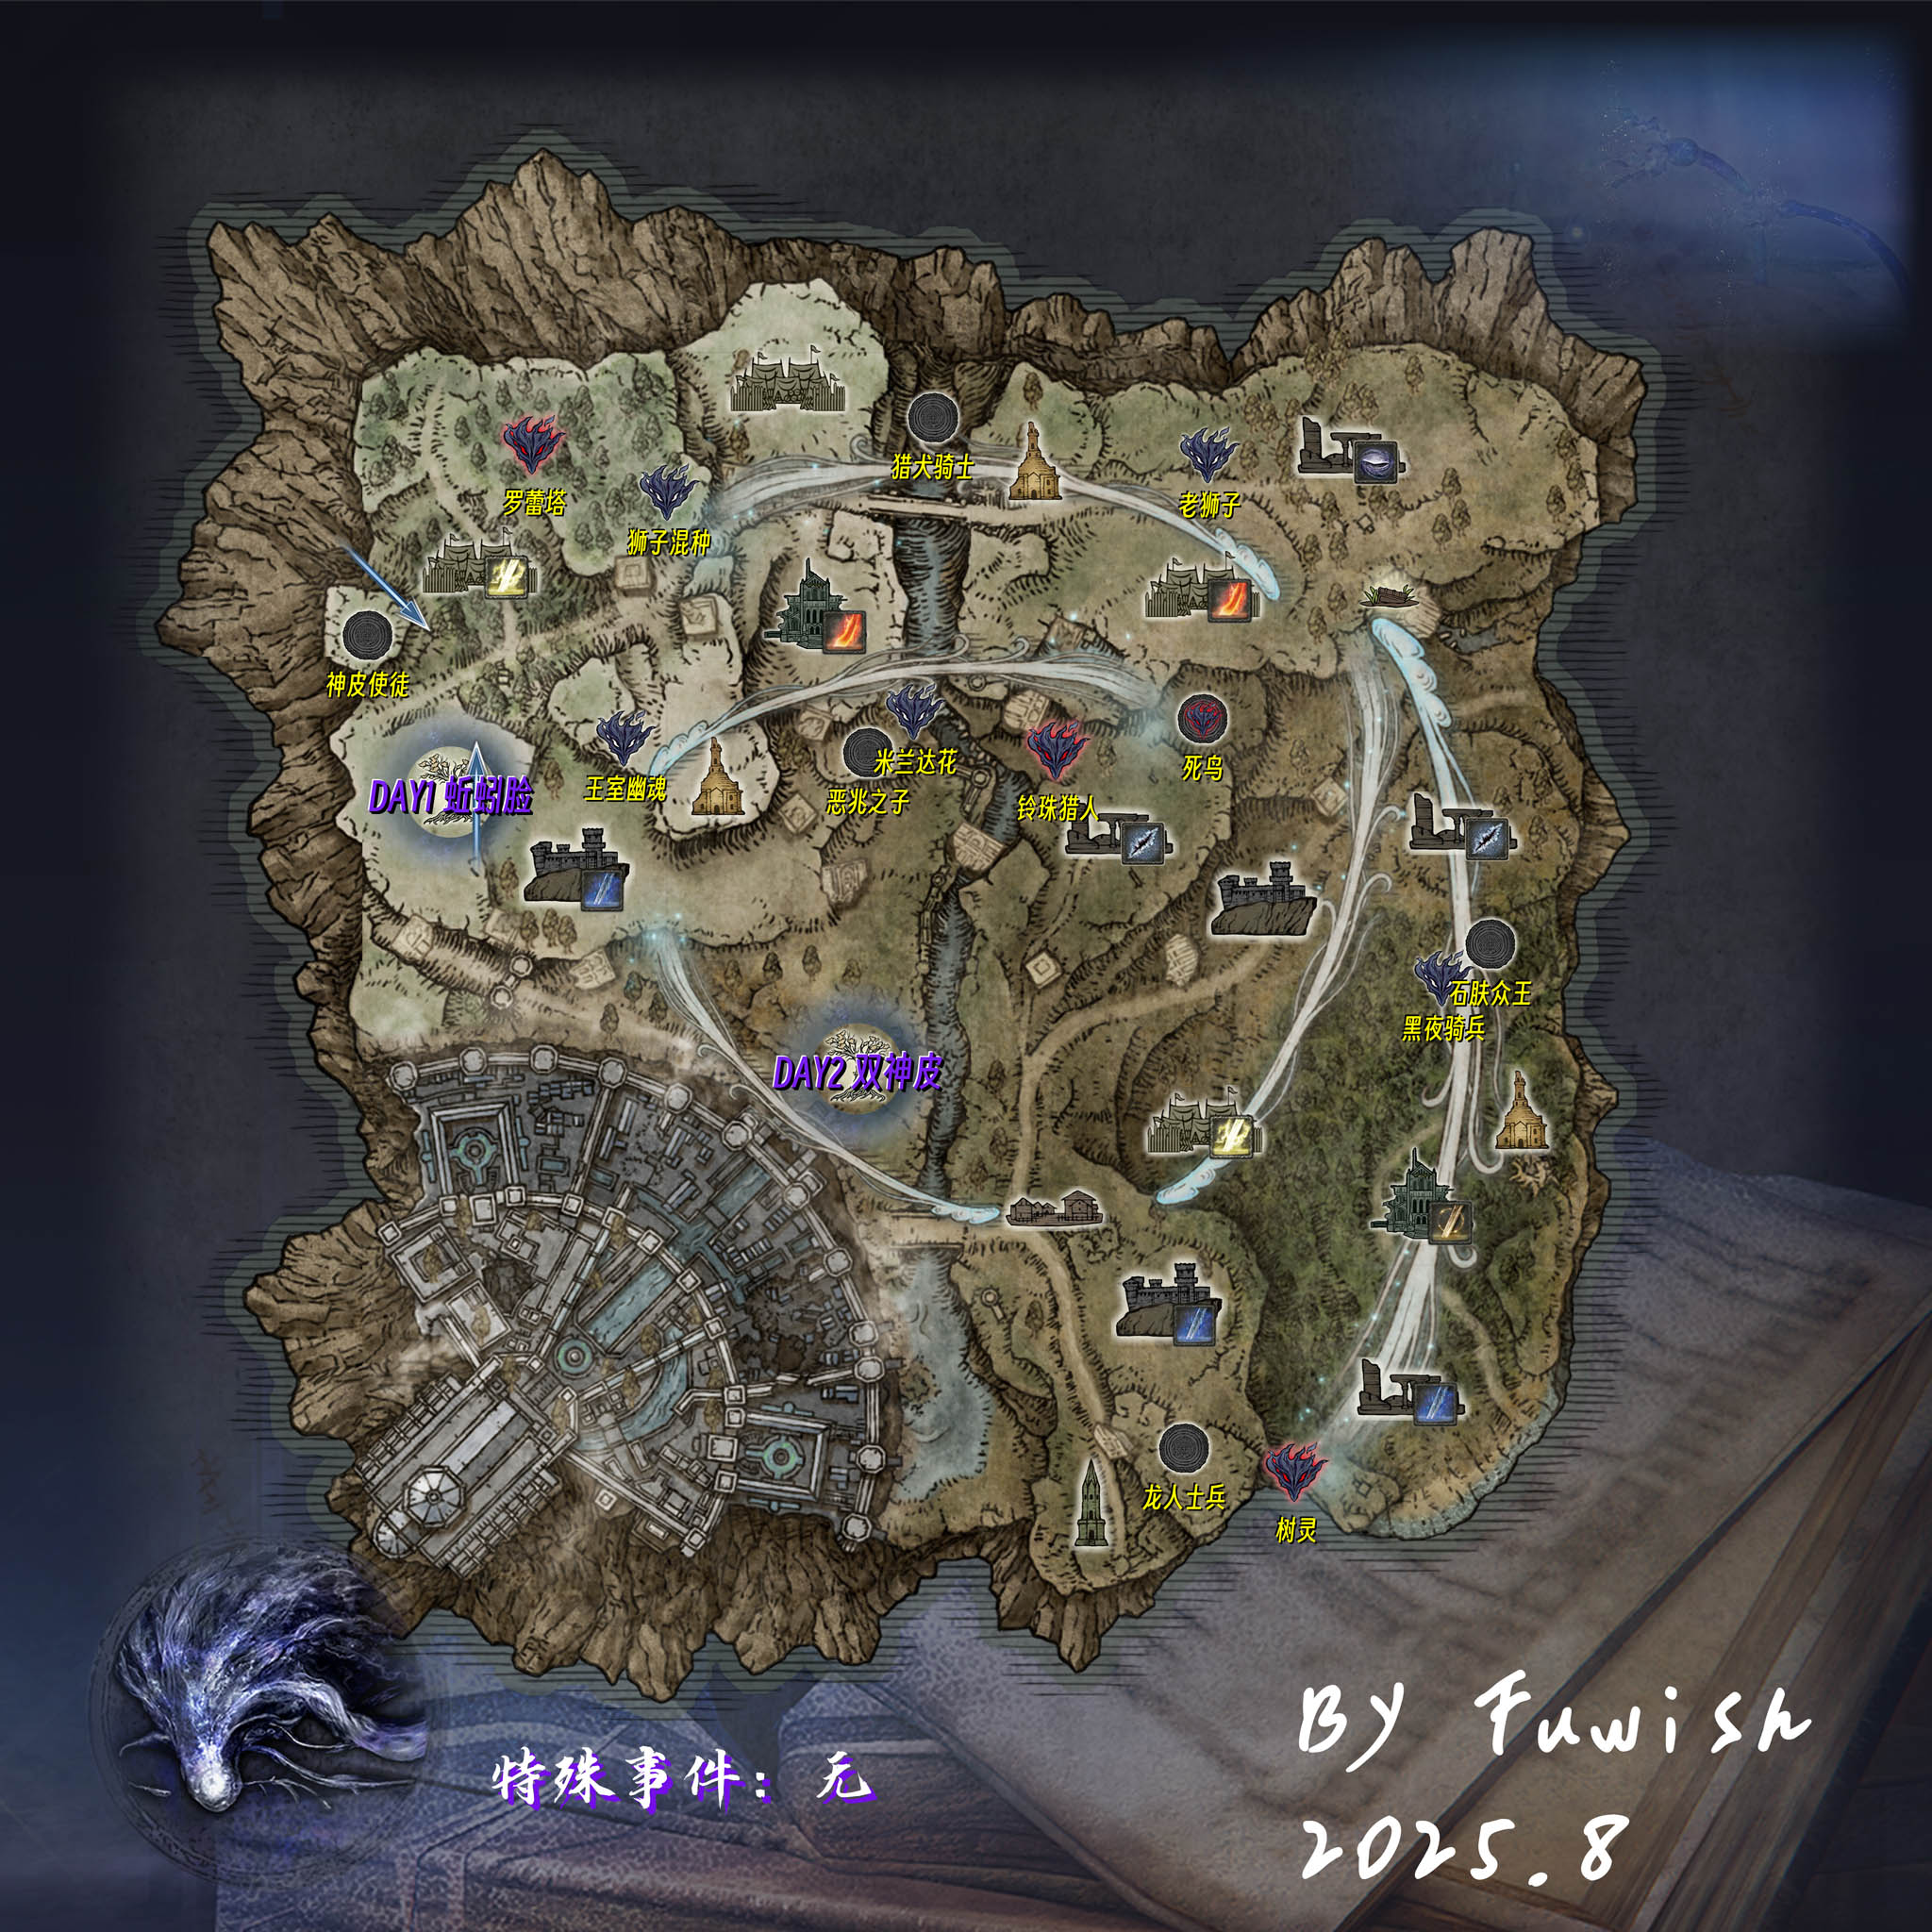 猎犬骑士
罗蕾塔
老狮子
狮子混种
神皮使徒
米兰达花
死鸟
王室幽魂
DAY1 蚯蚓脸
恶兆之子
铃珠猎人
石肤众王
黑夜骑兵
DAY2 双神皮
龙人士兵
树灵
By Fuwish
特殊事件：无
2025.8